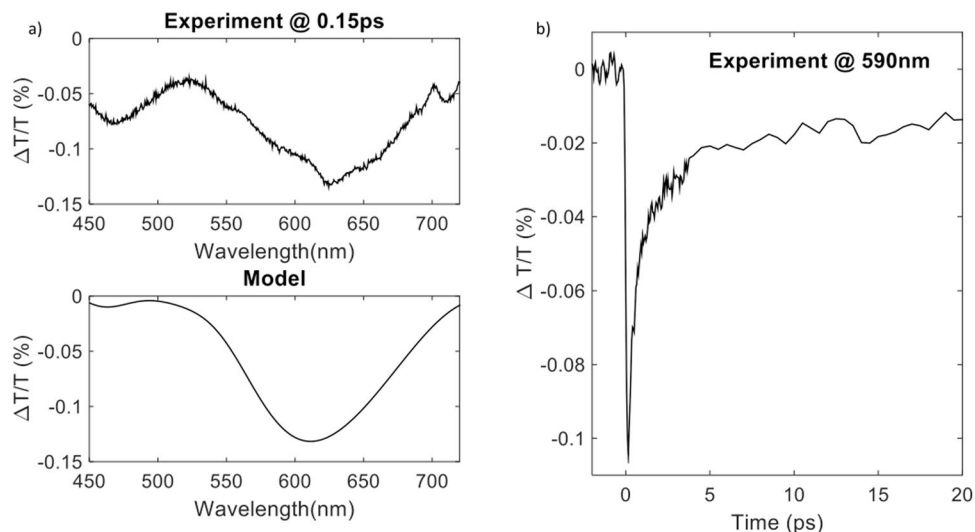 a)
Experiment @ 0.15ps
0
-0.05
-0.1
-0.15
ΔT/T (%)
450 500 550 600 650 700
Wavelength(nm)
Model
0
-0.05
-0.1
-0.15
ΔT/T (%)
450 500 550 600 650 700
Wavelength(nm)
b)
Experiment @ 590nm
0
-0.02
-0.04
-0.06
-0.08
-0.1
Δ T/T (%)
0 5 10 15 20
Time (ps)